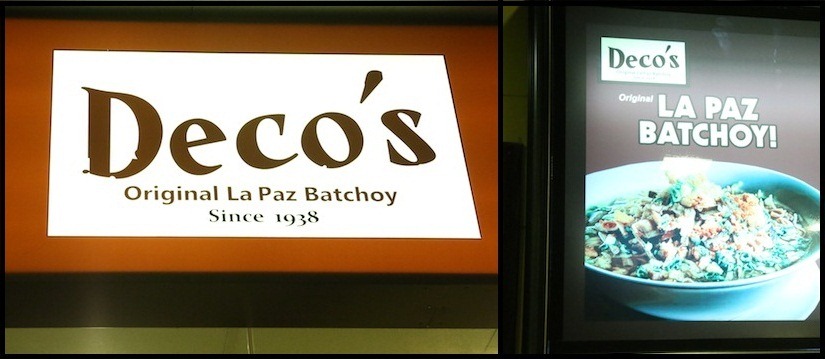 Deco's
Original La Paz Batchoy
Since 1938
Deco's
Original LA PAZ
BATCHOY!